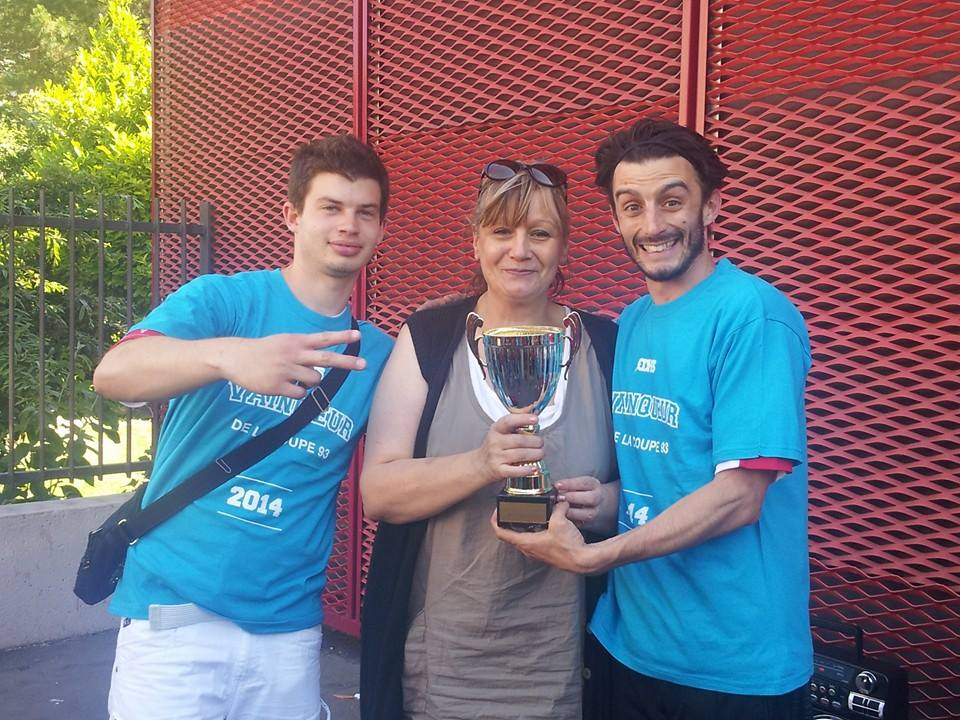 VAINQUEUR
DE LA COUPE 93
2014
VAINQUEUR
DE LA COUPE 93
14